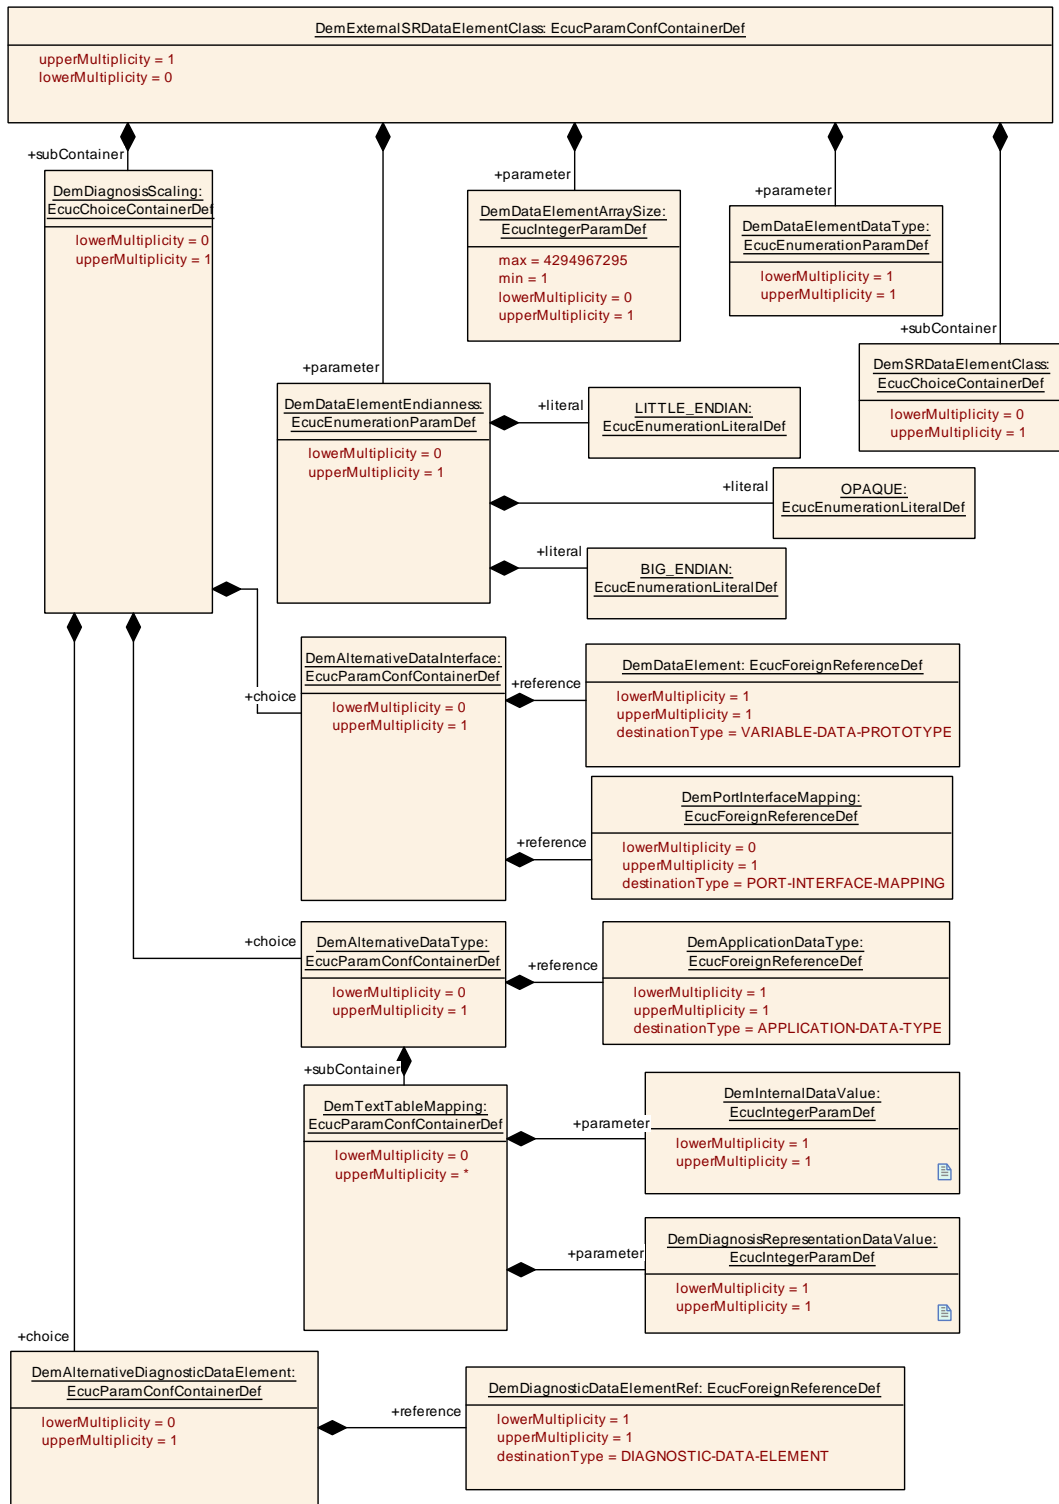 DemExternalSRDataElementClass: EcucParamConfContainerDef
upperMultiplicity = 1
lowerMultiplicity = 0
+subContainer
DemDiagnosisScaling:
EcucChoiceContainerDef
lowerMultiplicity = 0
upperMultiplicity = 1
+parameter
DemDataElementArraySize:
EcucIntegerParamDef
max = 4294967295
min = 1
lowerMultiplicity = 0
upperMultiplicity = 1
+parameter
DemDataElementDataType:
EcucEnumerationParamDef
lowerMultiplicity = 1
upperMultiplicity = 1
+subContainer
DemSRDataElementClass:
EcucChoiceContainerDef
lowerMultiplicity = 0
upperMultiplicity = 1
+parameter
DemDataElementEndianness:
EcucEnumerationParamDef
lowerMultiplicity = 0
upperMultiplicity = 1
+literal
LITTLE_ENDIAN:
EcucEnumerationLiteralDef
+literal
OPAQUE:
EcucEnumerationLiteralDef
+literal
BIG_ENDIAN:
EcucEnumerationLiteralDef
+choice
DemAlternativeDataInterface:
EcucParamConfContainerDef
lowerMultiplicity = 0
upperMultiplicity = 1
+reference
DemDataElement: EcucForeignReferenceDef
lowerMultiplicity = 1
upperMultiplicity = 1
destinationType = VARIABLE-DATA-PROTOTYPE
+reference
DemPortInterfaceMapping:
EcucForeignReferenceDef
lowerMultiplicity = 0
upperMultiplicity = 1
destinationType = PORT-INTERFACE-MAPPING
+choice
DemAlternativeDataType:
EcucParamConfContainerDef
lowerMultiplicity = 0
upperMultiplicity = 1
+reference
DemApplicationDataType:
EcucForeignReferenceDef
lowerMultiplicity = 1
upperMultiplicity = 1
destinationType = APPLICATION-DATA-TYPE
+subContainer
DemTextTableMapping:
EcucParamConfContainerDef
lowerMultiplicity = 0
upperMultiplicity = *
+parameter
DemInternalDataValue:
EcucIntegerParamDef
lowerMultiplicity = 1
upperMultiplicity = 1
+parameter
DemDiagnosisRepresentationDataValue:
EcucIntegerParamDef
lowerMultiplicity = 1
upperMultiplicity = 1
+choice
DemAlternativeDiagnosticDataElement:
EcucParamConfContainerDef
lowerMultiplicity = 0
upperMultiplicity = 1
+reference
DemDiagnosticDataElementRef: EcucForeignReferenceDef
lowerMultiplicity = 1
upperMultiplicity = 1
destinationType = DIAGNOSTIC-DATA-ELEMENT